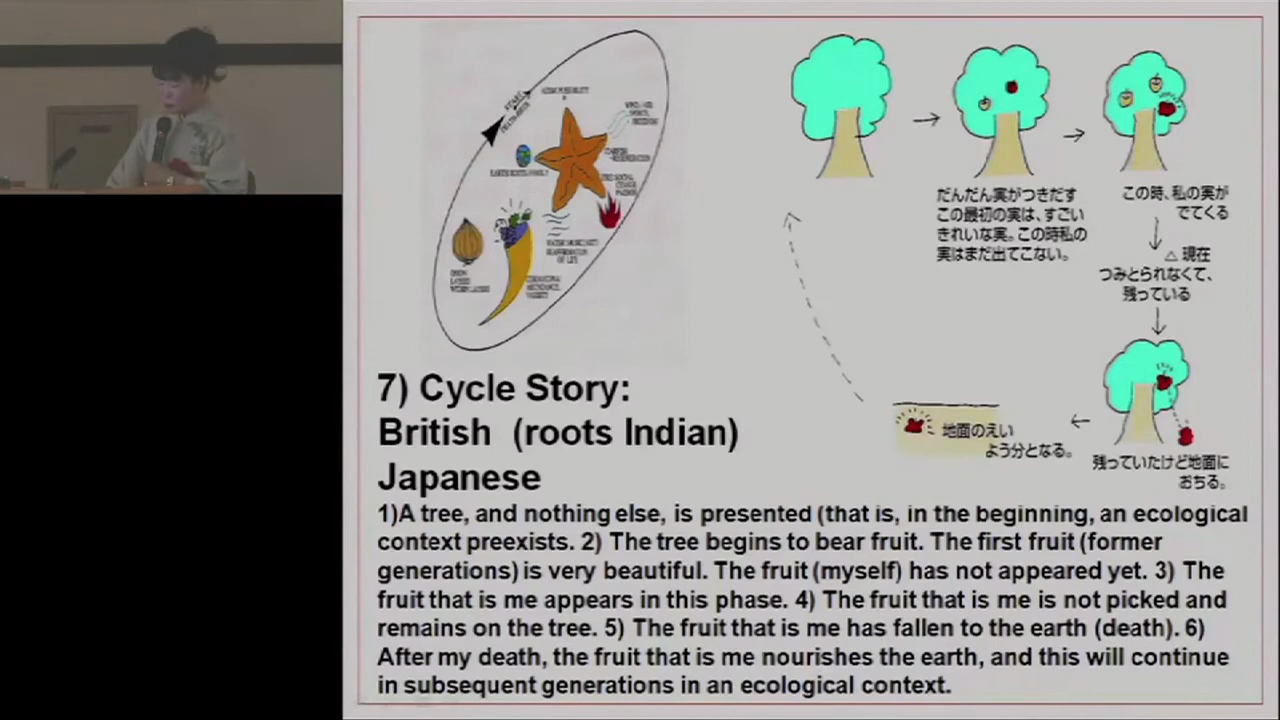 だんだん実がつきだす
この最初の実は、すごい
きれいな実。この時私の
実はまだ出てこない。
この時、私の実が
でてくる
△ 現在
つみとられなくて、
残っている
残っていたけど地面に
おちる。
地面のえい
よう分となる。
7) Cycle Story:
British (roots Indian)
Japanese
1)A tree, and nothing else, is presented (that is, in the beginning, an ecological
context preexists. 2) The tree begins to bear fruit. The first fruit (former
generations) is very beautiful. The fruit (myself) has not appeared yet. 3) The
fruit that is me appears in this phase. 4) The fruit that is me is not picked and
remains on the tree. 5) The fruit that is me has fallen to the earth (death). 6)
After my death, the fruit that is me nourishes the earth, and this will continue
in subsequent generations in an ecological context.